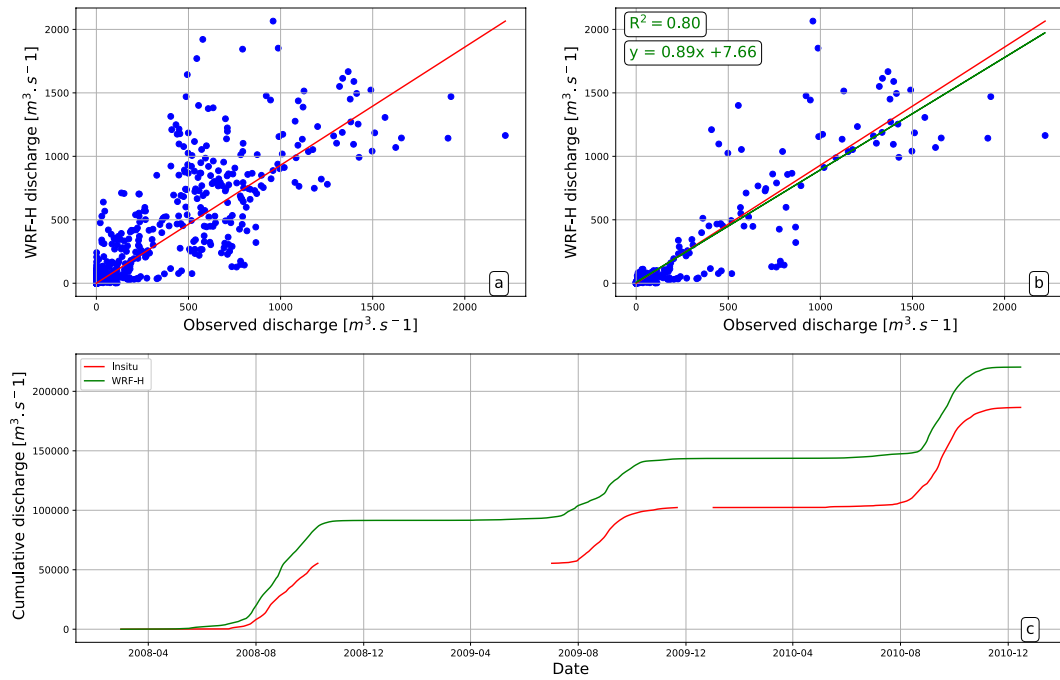 2000
1500
1000
500
0
WRF-H discharge [m³.s⁻1]
0 500 1000 1500 2000
Observed discharge [m³.s⁻1]
a
R² = 0.80
y = 0.89x +7.66
2000
1500
1000
500
0
WRF-H discharge [m³.s⁻1]
0 500 1000 1500 2000
Observed discharge [m³.s⁻1]
b
Insitu
WRF-H
200000
150000
100000
50000
0
Cumulative discharge [m³.s⁻1]
2008-04 2008-08 2008-12 2009-04 2009-08 2009-12 2010-04 2010-08 2010-12
Date
c